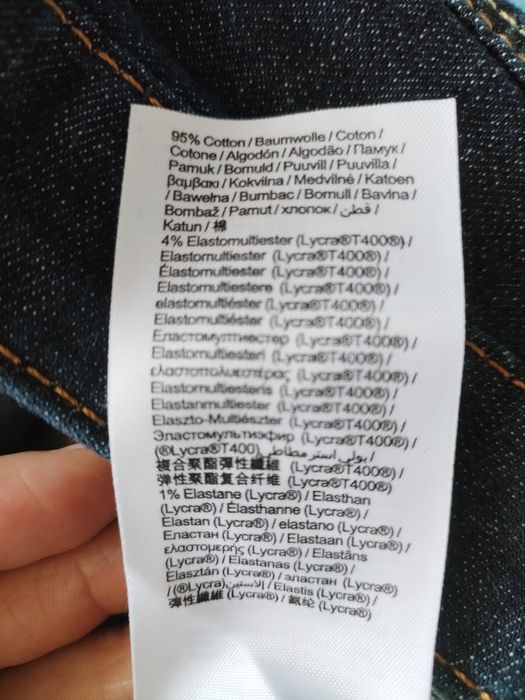 95% Cotton / Baumwolle / Coton /
Cotone / Algodón / Algodão / Памук /
Pamuk / Bomuld / Puuvill / Puuvilla /
βαμβακι / Kokvilna / Medvilné / Katoen
/ Bawełna / Bumbac / Bomull / Bavina /
Bombaž / Pamut / хлопок / قطن /
Katun / 棉
4% Elastomultiester (Lycra®T400®) /
Elastomultiester (Lycra®T400®) /
Élastomultiester (Lycra®T400®) /
Elastomultiestere (Lycra®T400®) /
elastomultiéster (Lycra®T400®) /
Elastomultiéster (Lycra®T400®) /
Еластомултиестер (Lycra®T400®) /
Elastomultiesteri (Lycra®T400®) /
ελαστοπολυεστέρας (Lycra®T400®) /
Elastomultiesteris (Lycra®T400®) /
Elastanmultiester (Lycra®T400®) /
Elaszto-Multiészter (Lycra®T400®) /
Эластомультиэфир (Lycra®T400®) /
/ بولي استر مطاطي (Lycra®T400®)
複合聚酯彈性纖維 (Lycra®T400®) /
弹性聚酯复合纤维 (Lycra®T400®)
1% Elastane (Lycra®) / Elasthan
(Lycra®) / Élasthanne (Lycra®) /
Elastan (Lycra®) / elastano (Lycra®) /
Еластан (Lycra®) / Elastaan (Lycra®) /
ελαστομερής (Lycra®) / Elastāns
(Lycra®) / Elastanas (Lycra®) /
Elasztán (Lycra®) / эластан (Lycra®)
/ (Lycra®) إلاستين / Elastis (Lycra®) /
彈性纖維 (Lycra®) / 氨纶 (Lycra®)